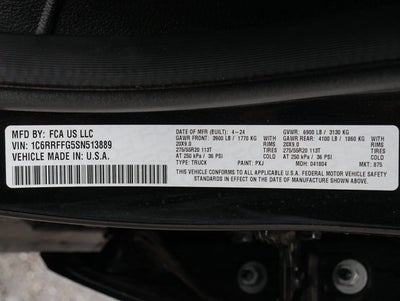 MFD BY: FCA US LLC
VIN: 1C6RRFFG5SN513889
VEHICLE MADE IN U.S.A.
DATE OF MFR (BUILT): 4-24 GVWR: 6900 LB / 3130 KG
GAWR FRONT: 3900 LB / 1770 KG GAWR REAR: 4100 LB / 1860 KG
20X9.0 RIMS 20X9.0 RIMS
275/55R20 113T TIRES 275/55R20 113T TIRES
AT 250 kPa / 36 PSI COLD AT 250 kPa / 36 PSI COLD
TYPE: TRUCK PAINT: PXJ MDH: 041804 MKT: 875
THIS VEHICLE CONFORMS TO ALL APPLICABLE U.S.A. FEDERAL MOTOR VEHICLE SAFETY
STANDARDS IN EFFECT ON THE DATE OF MANUFACTURE SHOWN ABOVE.